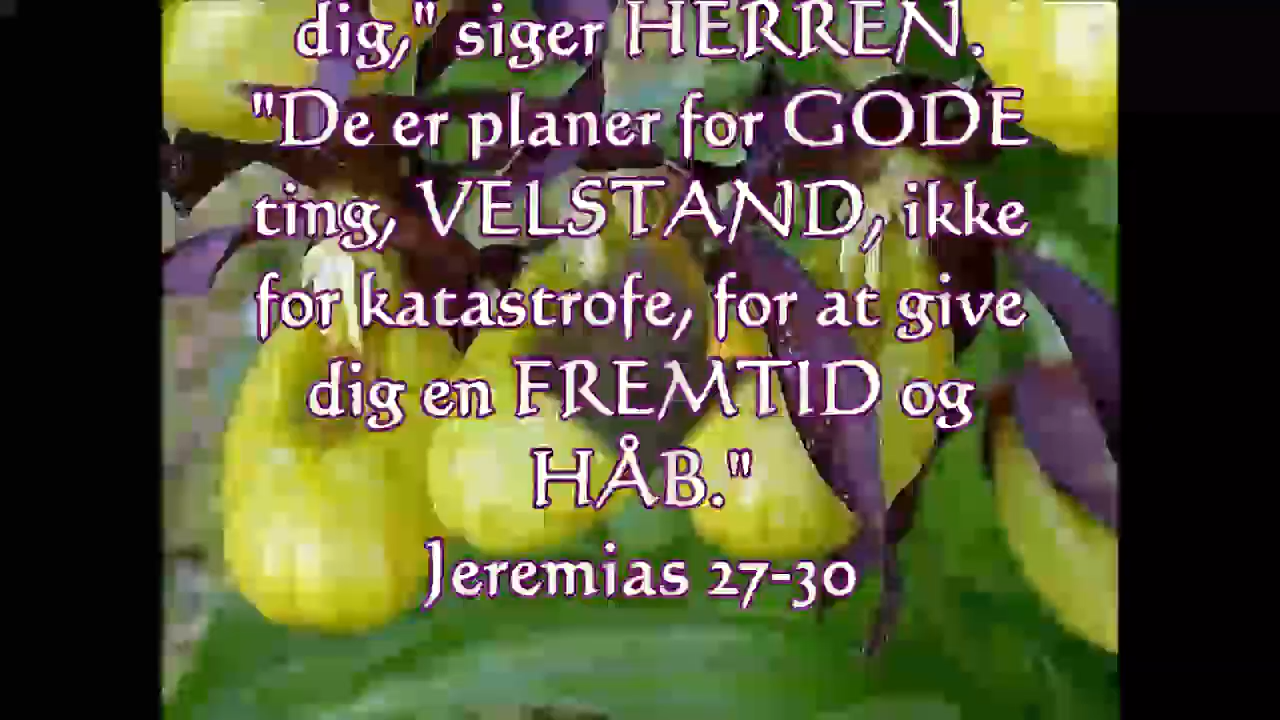 dig," siger HERREN.
"De er planer for GODE
ting, VELSTAND, ikke
for katastrofe, for at give
dig en FREMTID og
HÅB."
Jeremias 27-30